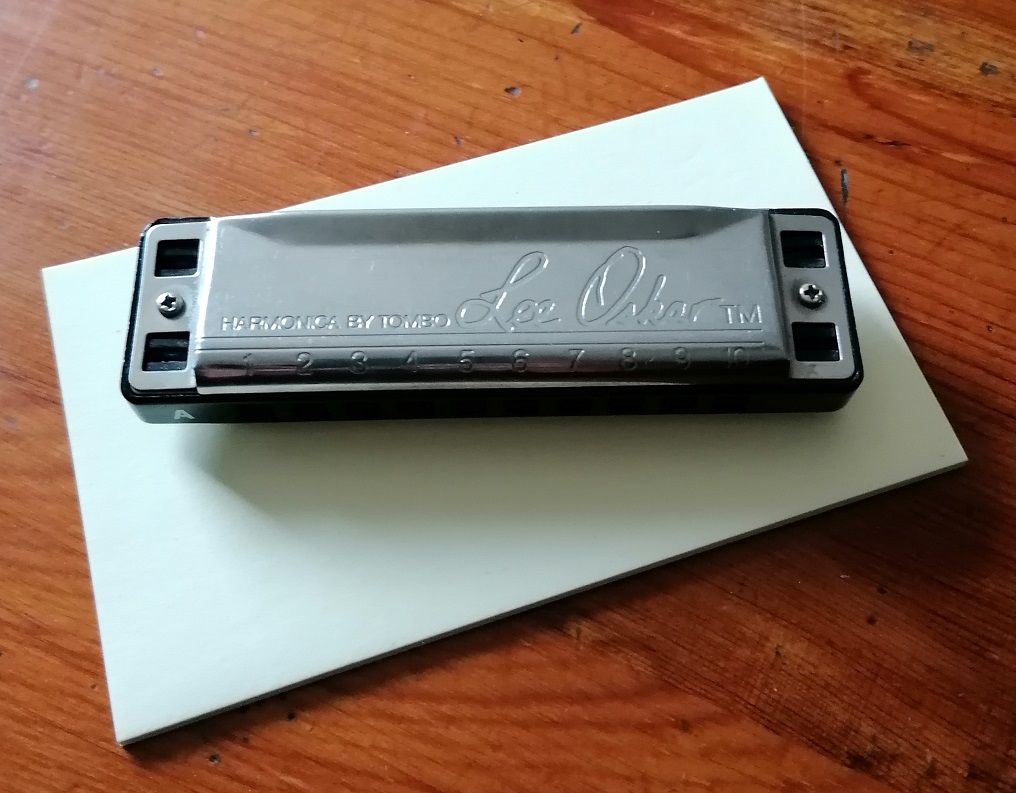 HARMONICA BY TOMBO Lee Oskar TM
1 2 3 4 5 6 7 8 9 10
A